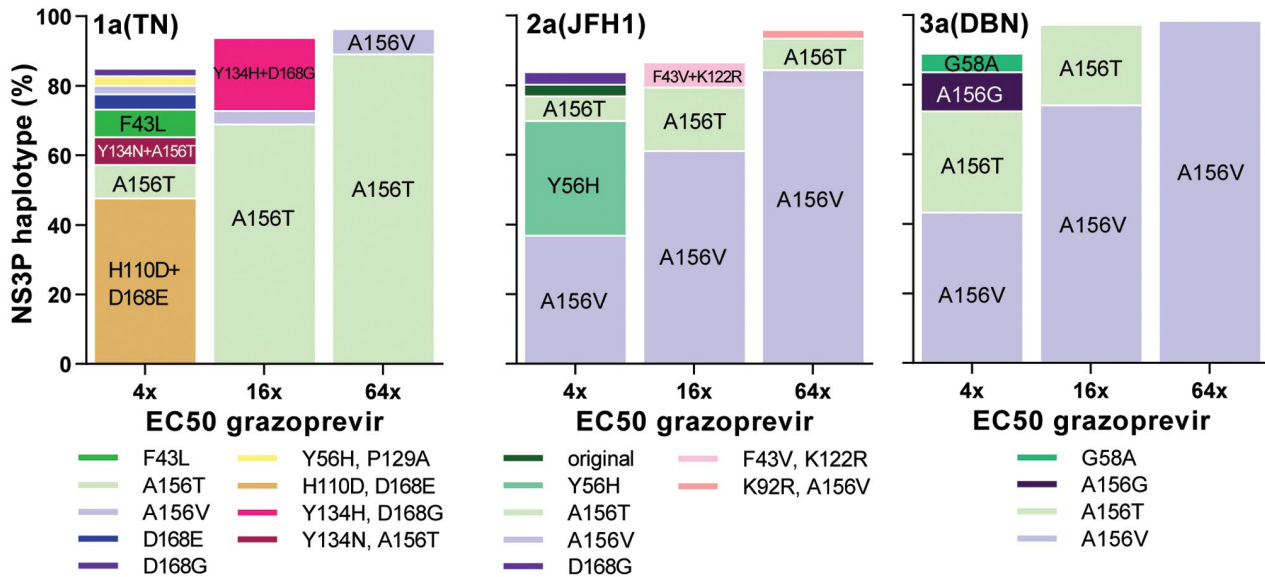 NS3P haplotype (%)
100
80
60
40
20
0
1a(TN)
F43L
Y134N+A156T
A156T
H110D+
D168E
Y134H+D168G
A156T
A156V
A156T
4x 16x 64x
EC50 grazoprevir
F43L
A156T
A156V
D168E
D168G
Y56H, P129A
H110D, D168E
Y134H, D168G
Y134N, A156T
2a(JFH1)
A156T
Y56H
A156V
F43V+K122R
A156T
A156V
A156T
A156V
4x 16x 64x
EC50 grazoprevir
original
Y56H
A156T
A156V
D168G
F43V, K122R
K92R, A156V
3a(DBN)
G58A
A156G
A156T
A156V
A156T
A156V
A156V
4x 16x 64x
EC50 grazoprevir
G58A
A156G
A156T
A156V